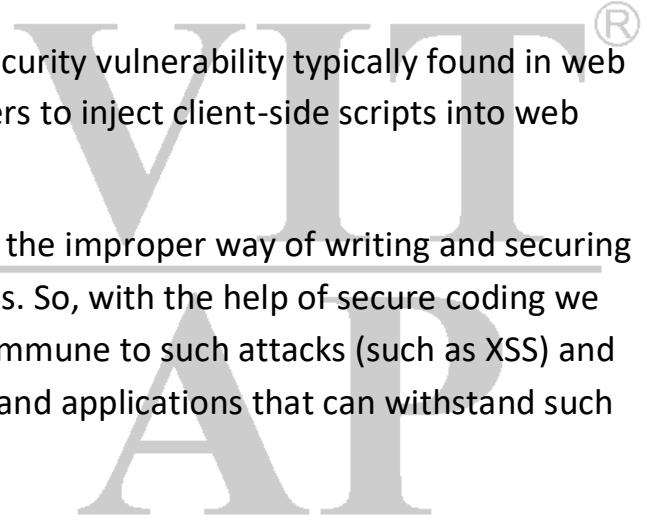 VIT®
curity vulnerability typically found in web
ers to inject client-side scripts into web
the improper way of writing and securing
s. So, with the help of secure coding we
mmune to such attacks (such as XSS) and
and applications that can withstand such
AP